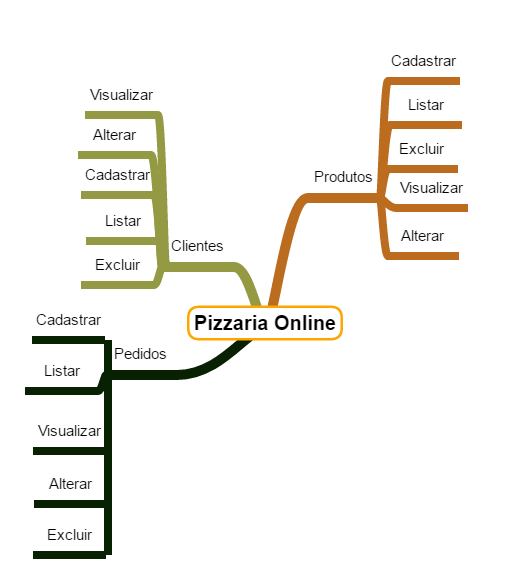 Pizzaria Online
Clientes
Visualizar
Alterar
Cadastrar
Listar
Excluir
Produtos
Cadastrar
Listar
Excluir
Visualizar
Alterar
Pedidos
Cadastrar
Listar
Visualizar
Alterar
Excluir